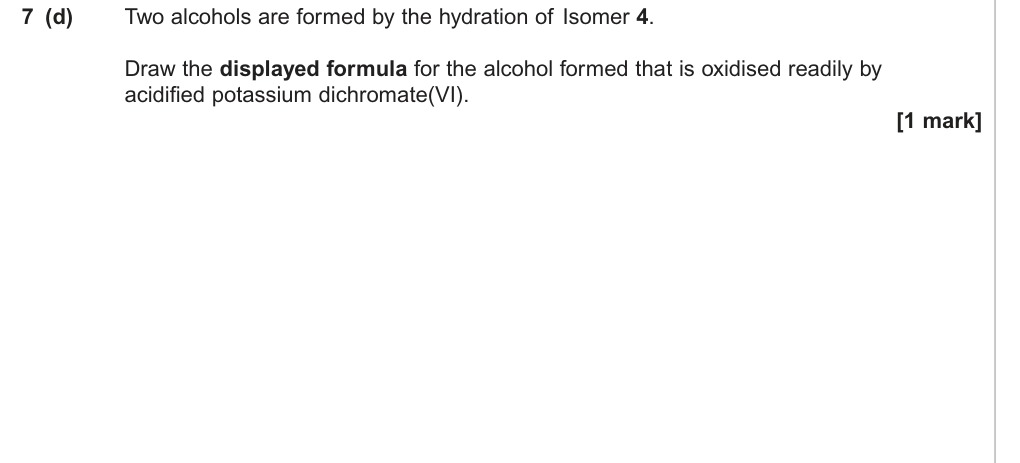 7 (d) Two alcohols are formed by the hydration of Isomer 4.
Draw the displayed formula for the alcohol formed that is oxidised readily by
acidified potassium dichromate(VI).
[1 mark]